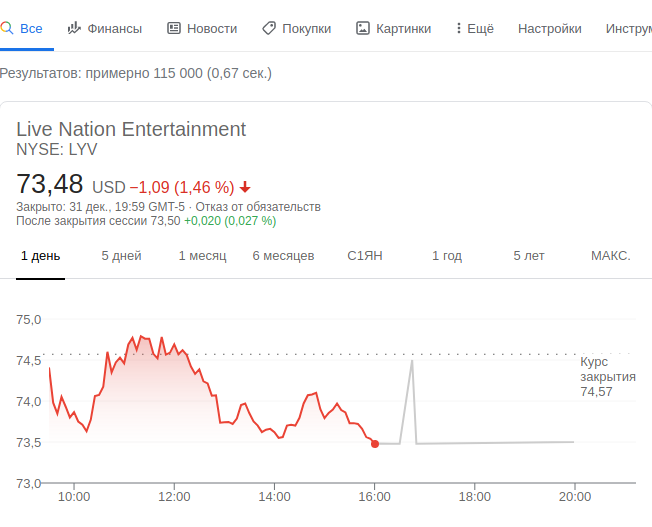 Все Финансы Новости Покупки Картинки Ещё Настройки Инструм
Результатов: примерно 115 000 (0,67 сек.)
Live Nation Entertainment
NYSE: LYV
73,48 USD −1,09 (1,46 %)
Закрыто: 31 дек., 19:59 GMT-5 · Отказ от обязательств
После закрытия сессии 73,50 +0,020 (0,027 %)
1 день 5 дней 1 месяц 6 месяцев С1ЯН 1 год 5 лет МАКС.
75,0
74,5
Курс
закрытия
74,57
74,0
73,5
73,0
10:00 12:00 14:00 16:00 18:00 20:00